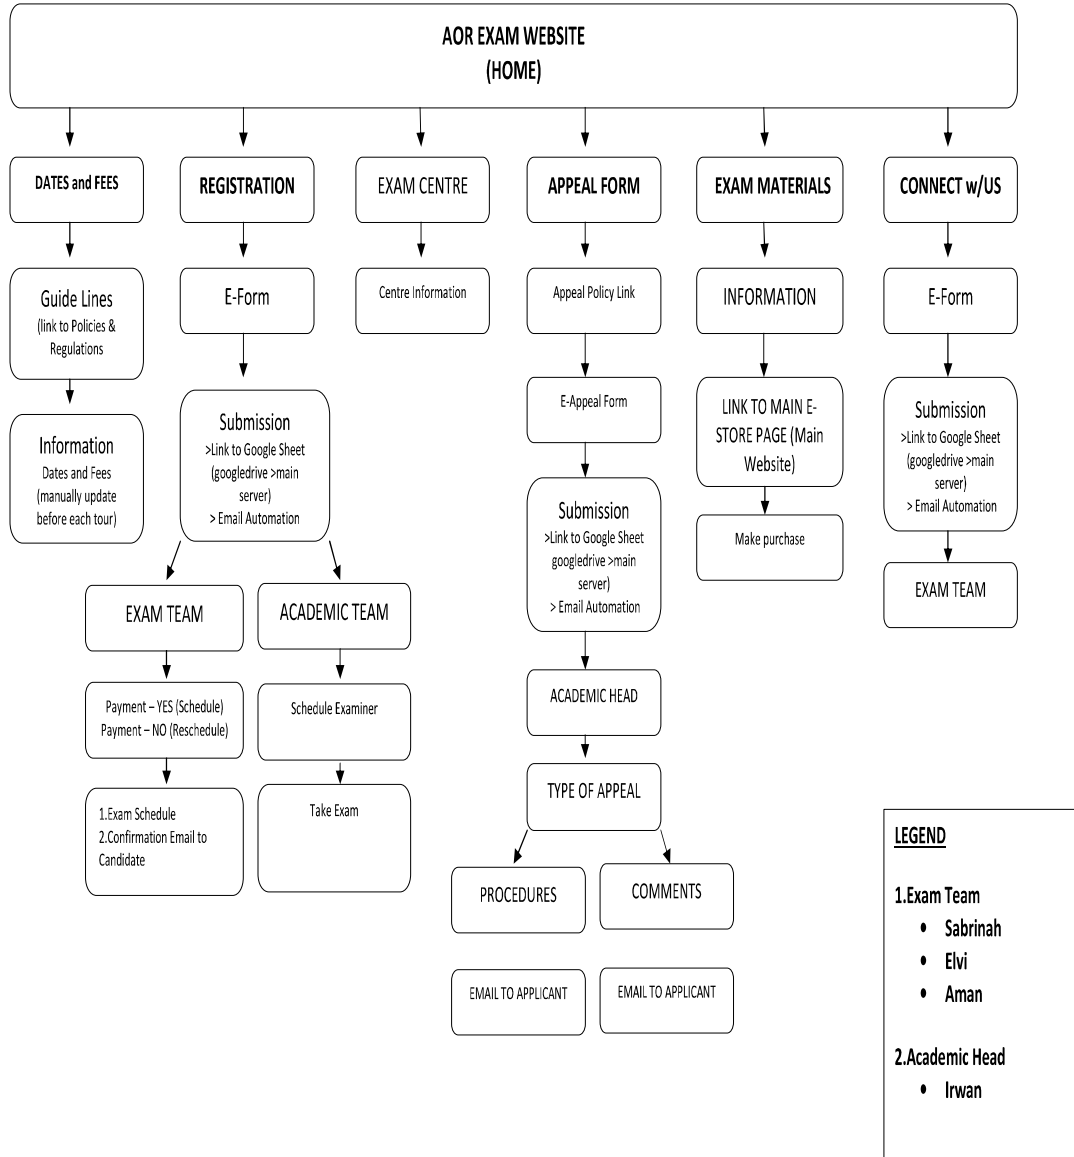 AOR EXAM WEBSITE
(HOME)
DATES and FEES
REGISTRATION
EXAM CENTRE
APPEAL FORM
EXAM MATERIALS
CONNECT w/US
Guide Lines
(link to Policies &
Regulations
E-Form
Centre Information
Appeal Policy Link
INFORMATION
E-Form
Information
Dates and Fees
(manually update
before each tour)
Submission
>Link to Google Sheet
(googledrive >main
server)
> Email Automation
E-Appeal Form
LINK TO MAIN E-
STORE PAGE (Main
Website)
Submission
>Link to Google Sheet
(googledrive >main
server)
> Email Automation
Submission
>Link to Google Sheet
googledrive >main
server)
> Email Automation
Make purchase
EXAM TEAM
ACADEMIC TEAM
EXAM TEAM
Payment – YES (Schedule)
Payment – NO (Reschedule)
Schedule Examiner
ACADEMIC HEAD
1.Exam Schedule
2.Confirmation Email to
Candidate
Take Exam
TYPE OF APPEAL
PROCEDURES
COMMENTS
EMAIL TO APPLICANT
EMAIL TO APPLICANT
LEGEND
1.Exam Team
• Sabrinah
• Elvi
• Aman
2.Academic Head
• Irwan